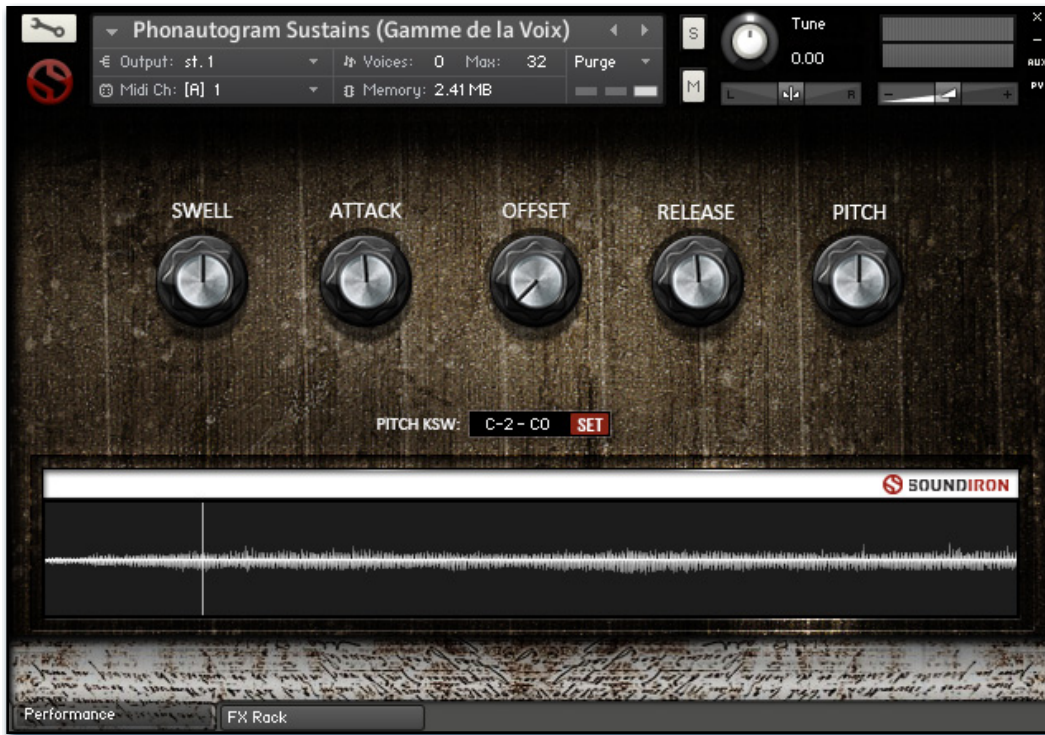 Phonautogram Sustains (Gamme de la Voix)
Output: st.1 Voices: 0 Max: 32 Purge
Midi Ch: [A] 1 Memory: 2.41 MB
S
M
Tune
0.00
L R
- +
X
-
AUX
PV
SWELL ATTACK OFFSET RELEASE PITCH
PITCH KSW: C-2 - C0 SET
SOUNDIRON
Performance FX Rack